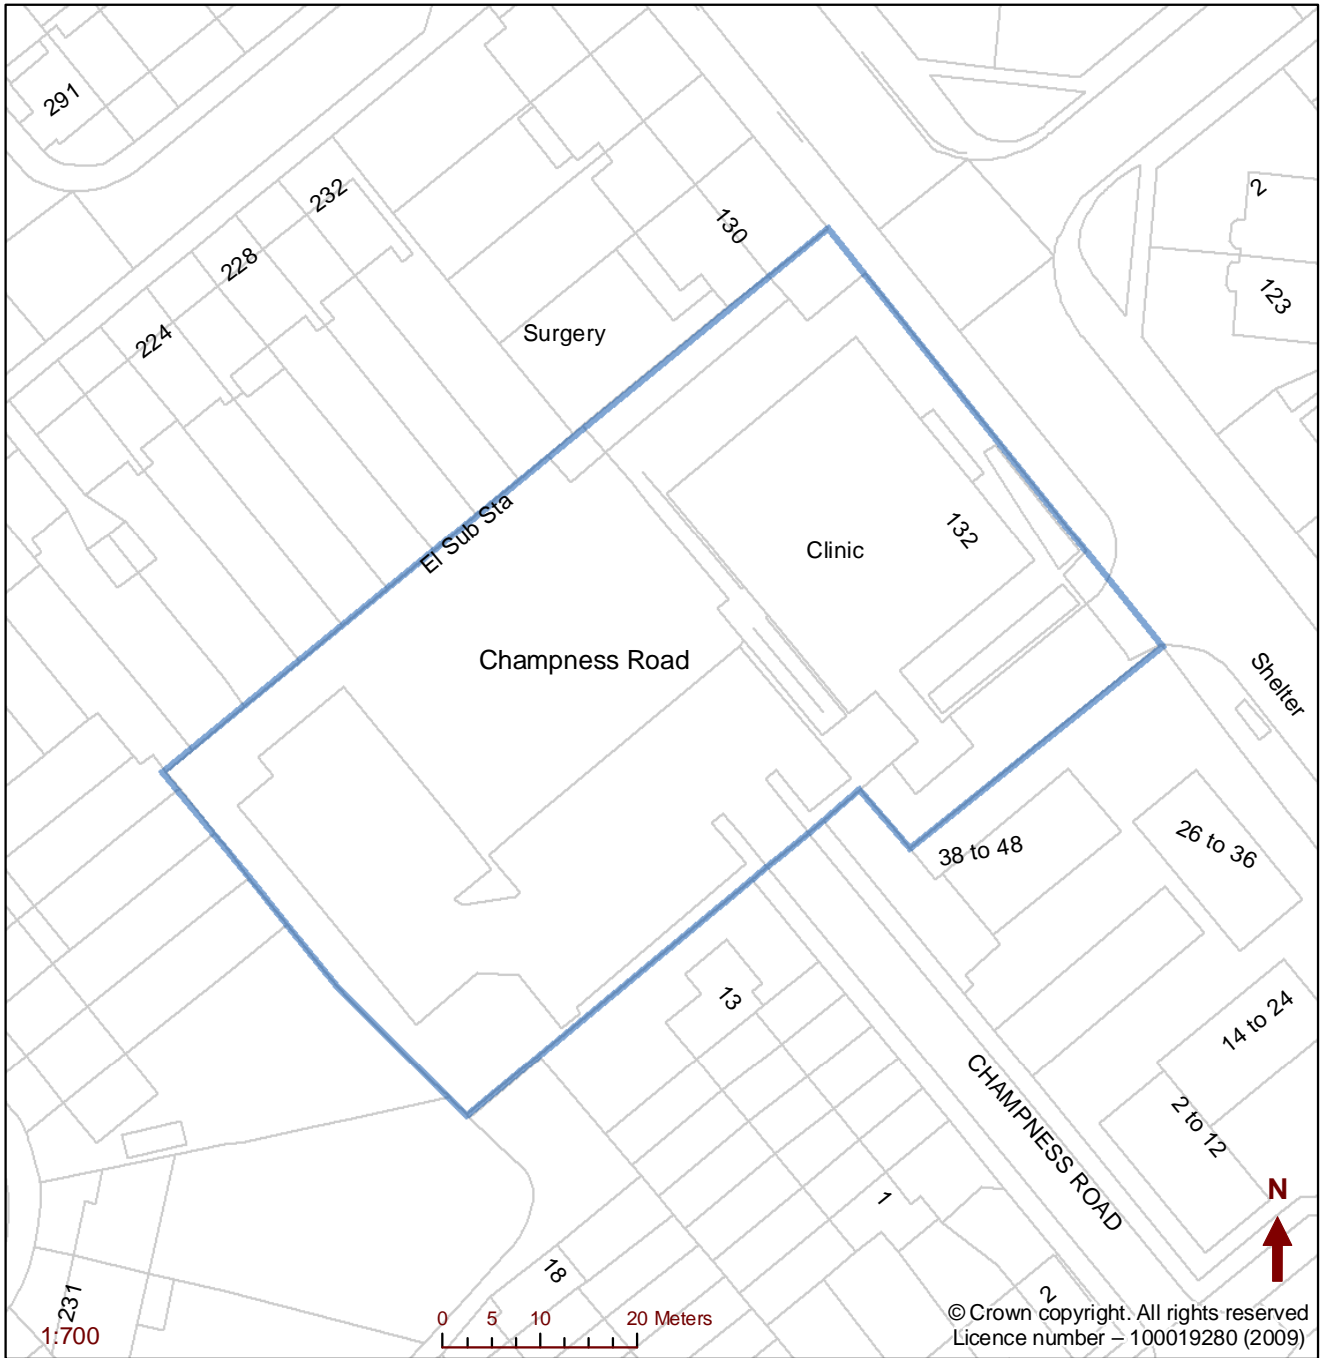 291
232
228
224
130
2
123
Surgery
El Sub Sta
132
Clinic
Champness Road
Shelter
38 to 48
26 to 36
13
14 to 24
CHAMPNESS ROAD
2 to 12
1
18
2
231
N
1:700
0 5 10 20 Meters
© Crown copyright. All rights reserved
Licence number – 100019280 (2009)